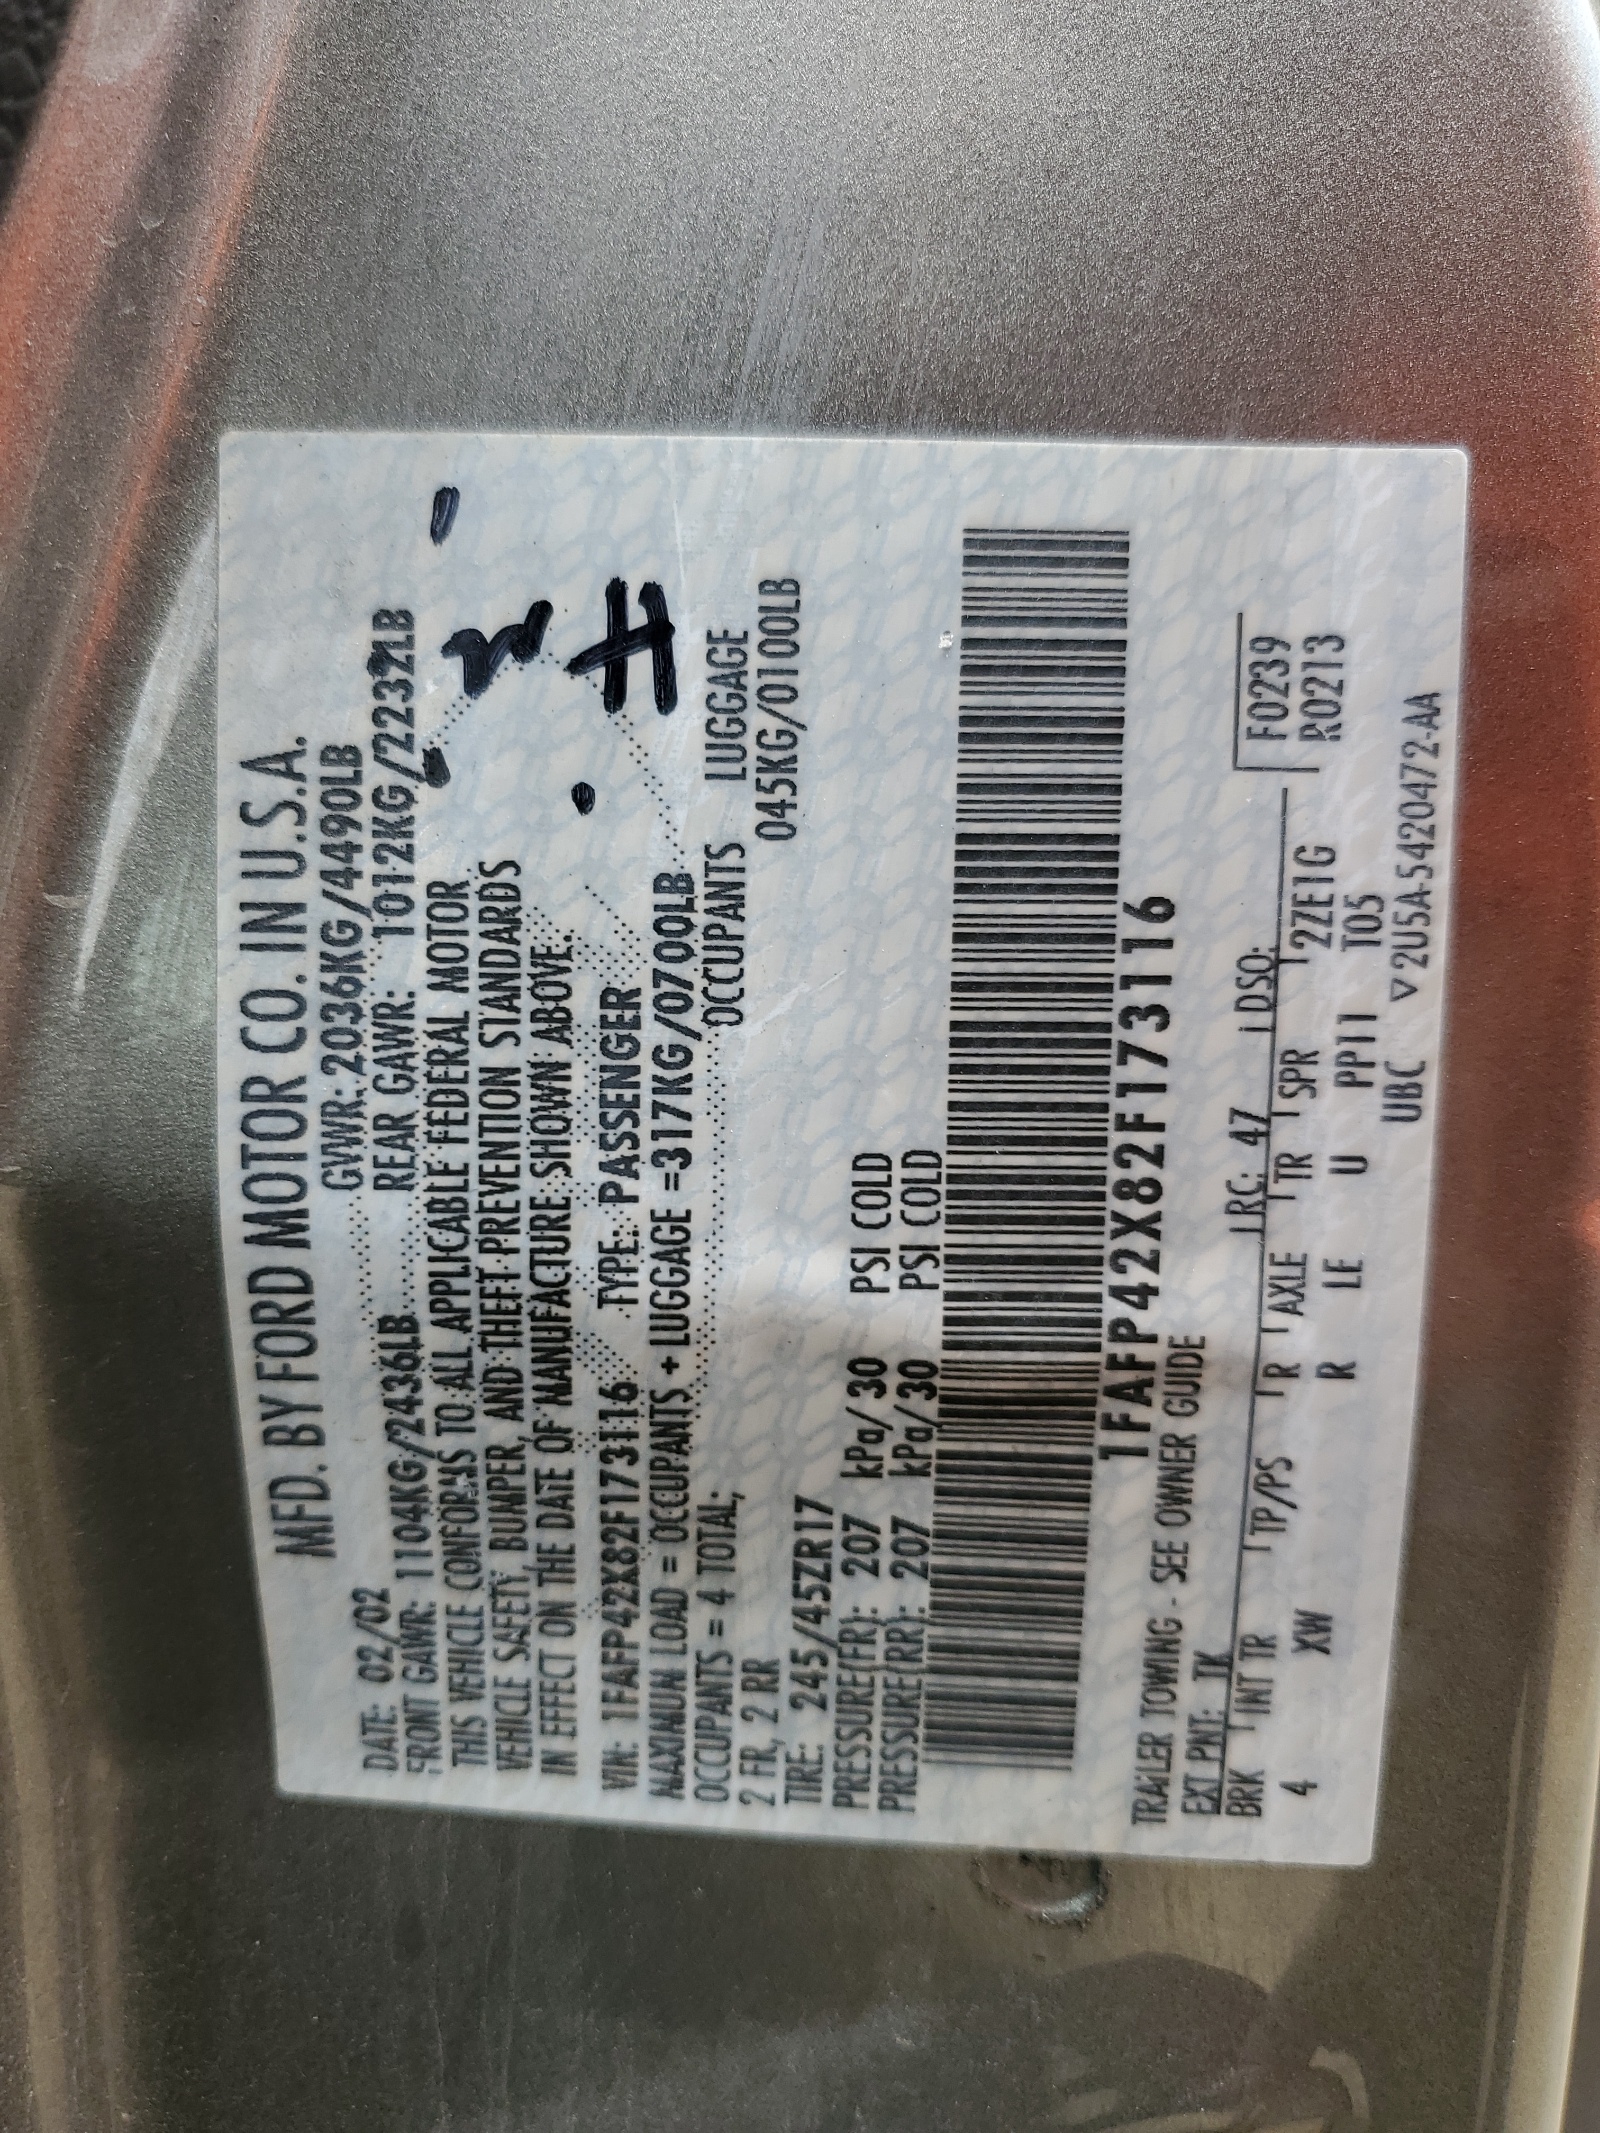 MFD. BY FORD MOTOR CO. IN U.S.A.
DATE: 02/02 GVWR: 2036KG/4490LB
FRONT GAWR: 1104KG/2436LB REAR GAWR: 1012KG/2232LB
THIS VEHICLE CONFORMS TO ALL APPLICABLE FEDERAL MOTOR
VEHICLE SAFETY, BUMPER, AND THEFT PREVENTION STANDARDS
IN EFFECT ON THE DATE OF MANUFACTURE SHOWN ABOVE.
VIN: 1FAFP42X82F173116 TYPE: PASSENGER
MAXIMUM LOAD = OCCUPANTS + LUGGAGE =317KG/0700LB
OCCUPANTS = 4 TOTAL; OCCUPANTS LUGGAGE
2 FR, 2 RR 045KG/0100LB
TIRE: 245/45ZR17
PRESSURE(FR): 207 kPa/30 PSI COLD
PRESSURE(RR): 207 kPa/30 PSI COLD
1FAFP42X82F173116
TRAILER TOWING - SEE OWNER GUIDE
EXT PNT: TK RC: 47 DSO: F0239
BRK INT TR TP/PS R AXLE TR SPR 2ZE1G R0213
4 XW R LE U PP11 T05
UBC ▽2U5A-5420472-AA